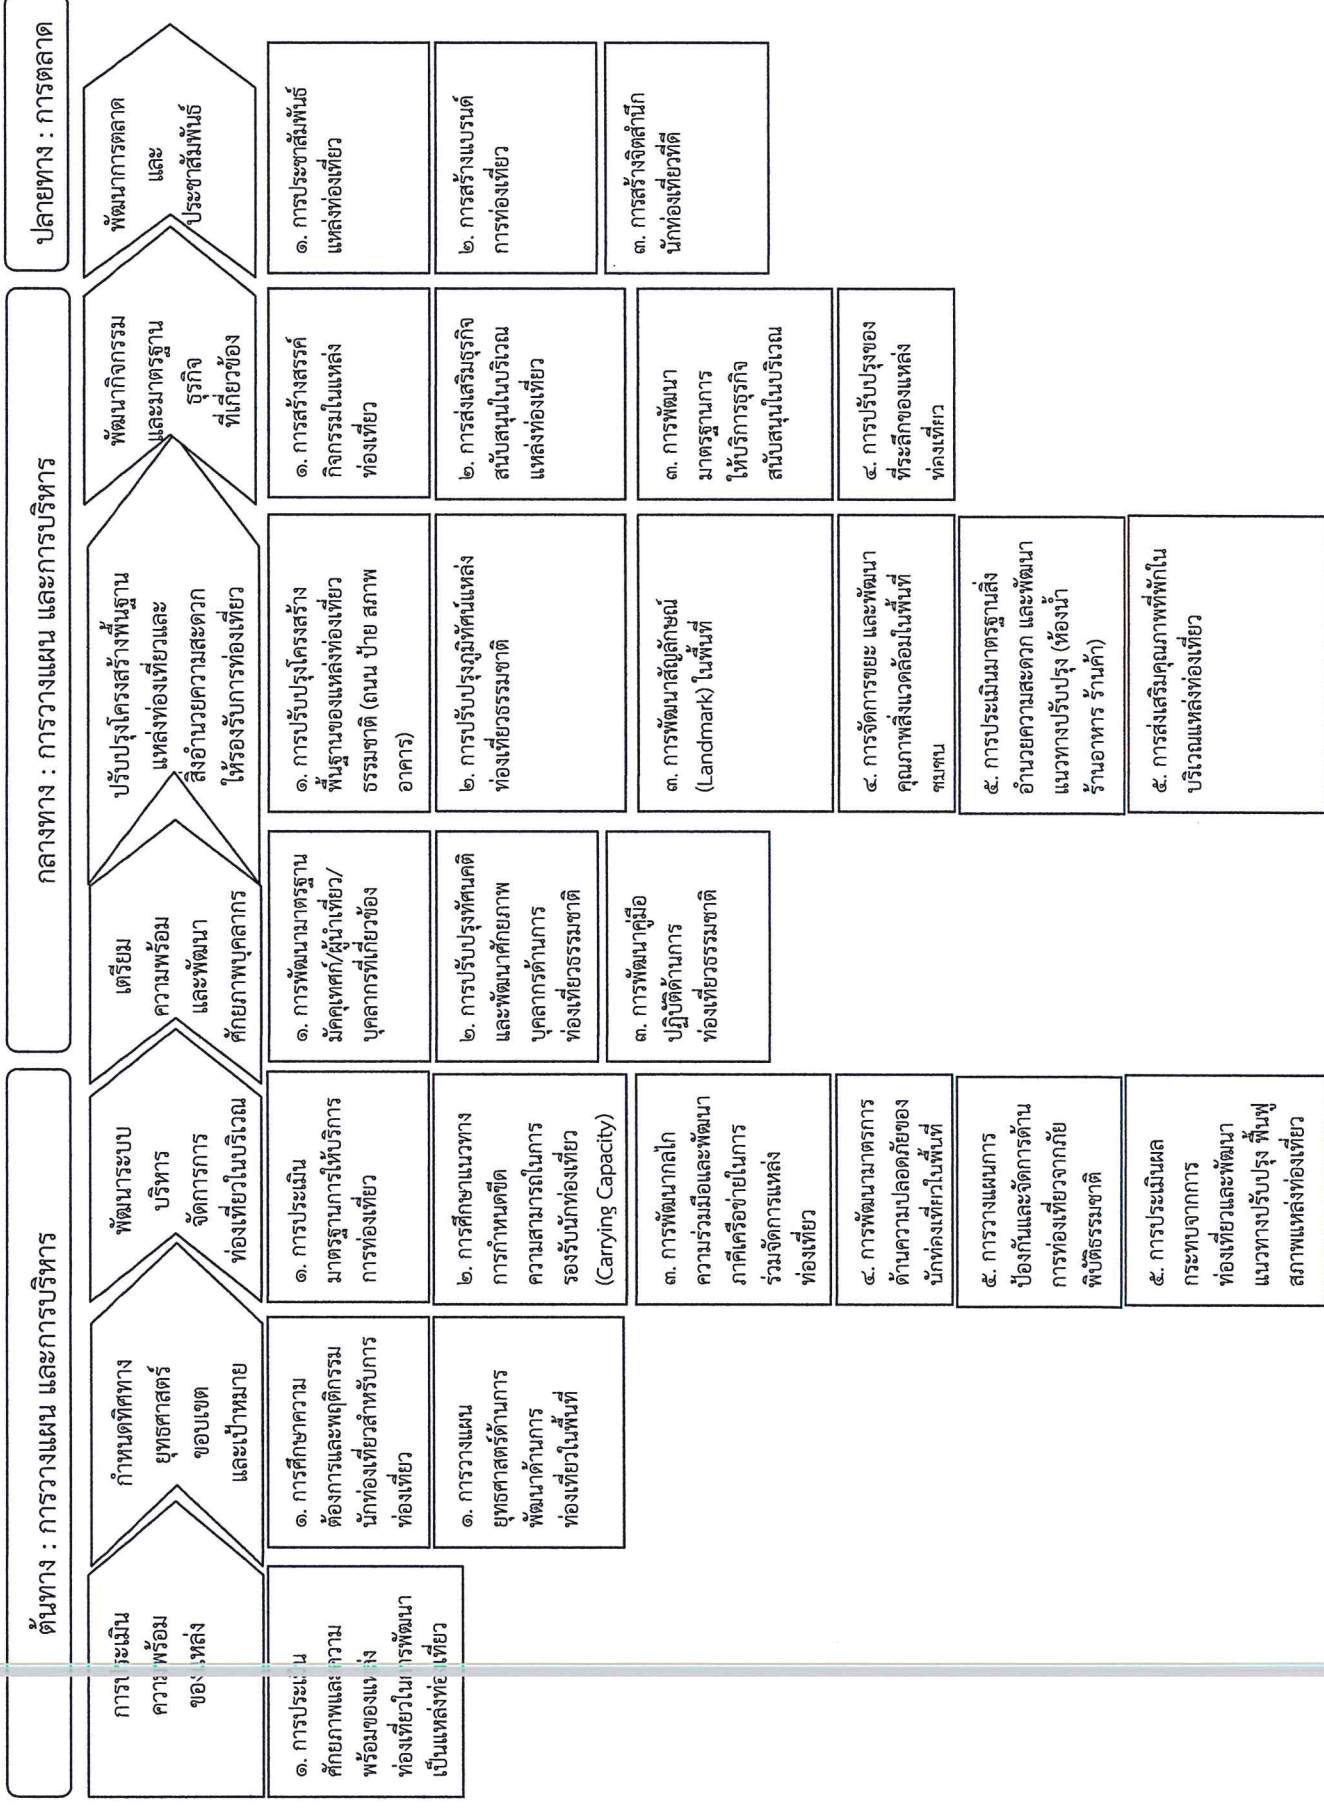 ต้นทาง : การวางแผน และการบริหาร
กลางทาง : การวางแผน และการบริหาร
ปลายทาง : การตลาด
การประเมิน
ความพร้อม
ของแหล่ง
กำหนดทิศทาง
ยุทธศาสตร์
ขอบเขต
และเป้าหมาย
พัฒนาระบบ
บริหาร
จัดการการ
ท่องเที่ยวในบริเวณ
เตรียม
ความพร้อม
และพัฒนา
ศักยภาพบุคลากร
ปรับปรุงโครงสร้างพื้นฐาน
แหล่งท่องเที่ยวและ
สิ่งอำนวยความสะดวก
ให้รองรับการท่องเที่ยว
พัฒนากิจกรรม
และมาตรฐาน
ธุรกิจ
ที่เกี่ยวข้อง
พัฒนาการตลาด
และ
ประชาสัมพันธ์
๑. การประเมิน
ศักยภาพและความ
พร้อมของแหล่ง
ท่องเที่ยวในการพัฒนา
เป็นแหล่งท่องเที่ยว
๑. การศึกษาความ
ต้องการและพฤติกรรม
นักท่องเที่ยวสำหรับการ
ท่องเที่ยว
๑. การวางแผน
ยุทธศาสตร์ด้านการ
พัฒนาด้านการ
ท่องเที่ยวในพื้นที่
๑. การประเมิน
มาตรฐานการให้บริการ
การท่องเที่ยว
๒. การศึกษาแนวทาง
การกำหนดขีด
ความสามารถในการ
รองรับนักท่องเที่ยว
(Carrying Capacity)
๓. การพัฒนากลไก
ความร่วมมือและพัฒนา
ภาคีเครือข่ายในการ
ร่วมจัดการแหล่ง
ท่องเที่ยว
๔. การพัฒนามาตรการ
ด้านความปลอดภัยของ
นักท่องเที่ยวในพื้นที่
๕. การวางแผนการ
ป้องกันและจัดการด้าน
การท่องเที่ยวจากภัย
พิบัติธรรมชาติ
๕. การประเมินผล
กระทบจากการ
ท่องเที่ยวและพัฒนา
แนวทางปรับปรุง ฟื้นฟู
สภาพแหล่งท่องเที่ยว
๑. การพัฒนามาตรฐาน
มัคคุเทศก์/ผู้นำเที่ยว/
บุคลากรที่เกี่ยวข้อง
๒. การปรับปรุงทัศนคติ
และพัฒนาศักยภาพ
บุคลากรด้านการ
ท่องเที่ยวธรรมชาติ
๓. การพัฒนาคู่มือ
ปฏิบัติด้านการ
ท่องเที่ยวธรรมชาติ
๑. การปรับปรุงโครงสร้าง
พื้นฐานของแหล่งท่องเที่ยว
ธรรมชาติ (ถนน ป้าย สภาพ
อาคาร)
๒. การปรับปรุงภูมิทัศน์แหล่ง
ท่องเที่ยวธรรมชาติ
๓. การพัฒนาสัญลักษณ์
(Landmark) ในพื้นที่
๔. การจัดการขยะ และพัฒนา
คุณภาพสิ่งแวดล้อมในพื้นที่
ชุมชน
๕. การประเมินมาตรฐานสิ่ง
อำนวยความสะดวก และพัฒนา
แนวทางปรับปรุง (ห้องน้ำ
ร้านอาหาร ร้านค้า)
๕. การส่งเสริมคุณภาพที่พักใน
บริเวณแหล่งท่องเที่ยว
๑. การสร้างสรรค์
กิจกรรมในแหล่ง
ท่องเที่ยว
๒. การส่งเสริมธุรกิจ
สนับสนุนในบริเวณ
แหล่งท่องเที่ยว
๓. การพัฒนา
มาตรฐานการ
ให้บริการธุรกิจ
สนับสนุนในบริเวณ
๔. การปรับปรุงของ
ที่ระลึกของแหล่ง
ท่องเที่ยว
๑. การประชาสัมพันธ์
แหล่งท่องเที่ยว
๒. การสร้างแบรนด์
การท่องเที่ยว
๓. การสร้างจิตสำนึก
นักท่องเที่ยวที่ดี